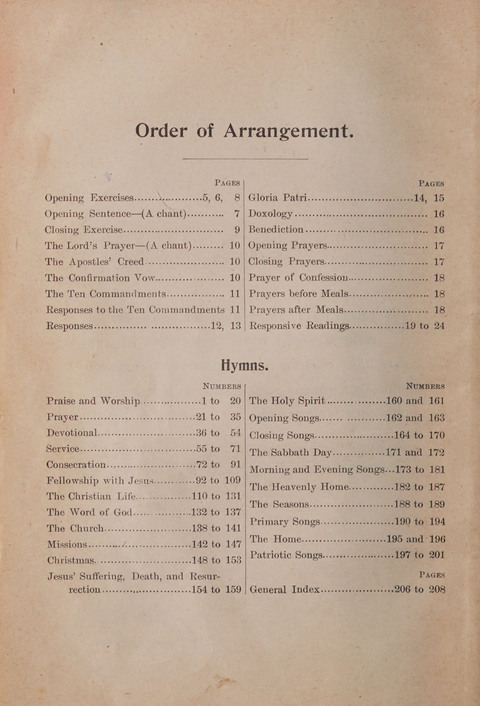 Order of Arrangement.
PAGES
Opening Exercises....................5, 6, 8
Opening Sentence—(A chant)........... 7
Closing Exercise........................ 9
The Lord's Prayer—(A chant)......... 10
The Apostles' Creed..................... 10
The Confirmation Vow................... 10
The Ten Commandments................. 11
Responses to the Ten Commandments 11
Responses..............................12, 13
PAGES
Gloria Patri..............................14, 15
Doxology.................................... 16
Benediction................................. 16
Opening Prayers............................ 17
Closing Prayers............................. 17
Prayer of Confession....................... 18
Prayers before Meals....................... 18
Prayers after Meals........................ 18
Responsive Readings...............19 to 24
Hymns.
NUMBERS
Praise and Worship................1 to 20
Prayer..............................21 to 35
Devotional..........................36 to 54
Service..............................55 to 71
Consecration........................72 to 91
Fellowship with Jesus...........92 to 109
The Christian Life..............110 to 131
The Word of God...............132 to 137
The Church......................138 to 141
Missions..........................142 to 147
Christmas........................148 to 153
Jesus' Suffering, Death, and Resur-
rection.........................154 to 159
NUMBERS
The Holy Spirit................160 and 161
Opening Songs.................162 and 163
Closing Songs....................164 to 170
The Sabbath Day..............171 and 172
Morning and Evening Songs...173 to 181
The Heavenly Home............182 to 187
The Seasons......................188 to 189
Primary Songs...................190 to 194
The Home.....................195 and 196
Patriotic Songs...................197 to 201
PAGES
General Index....................206 to 208